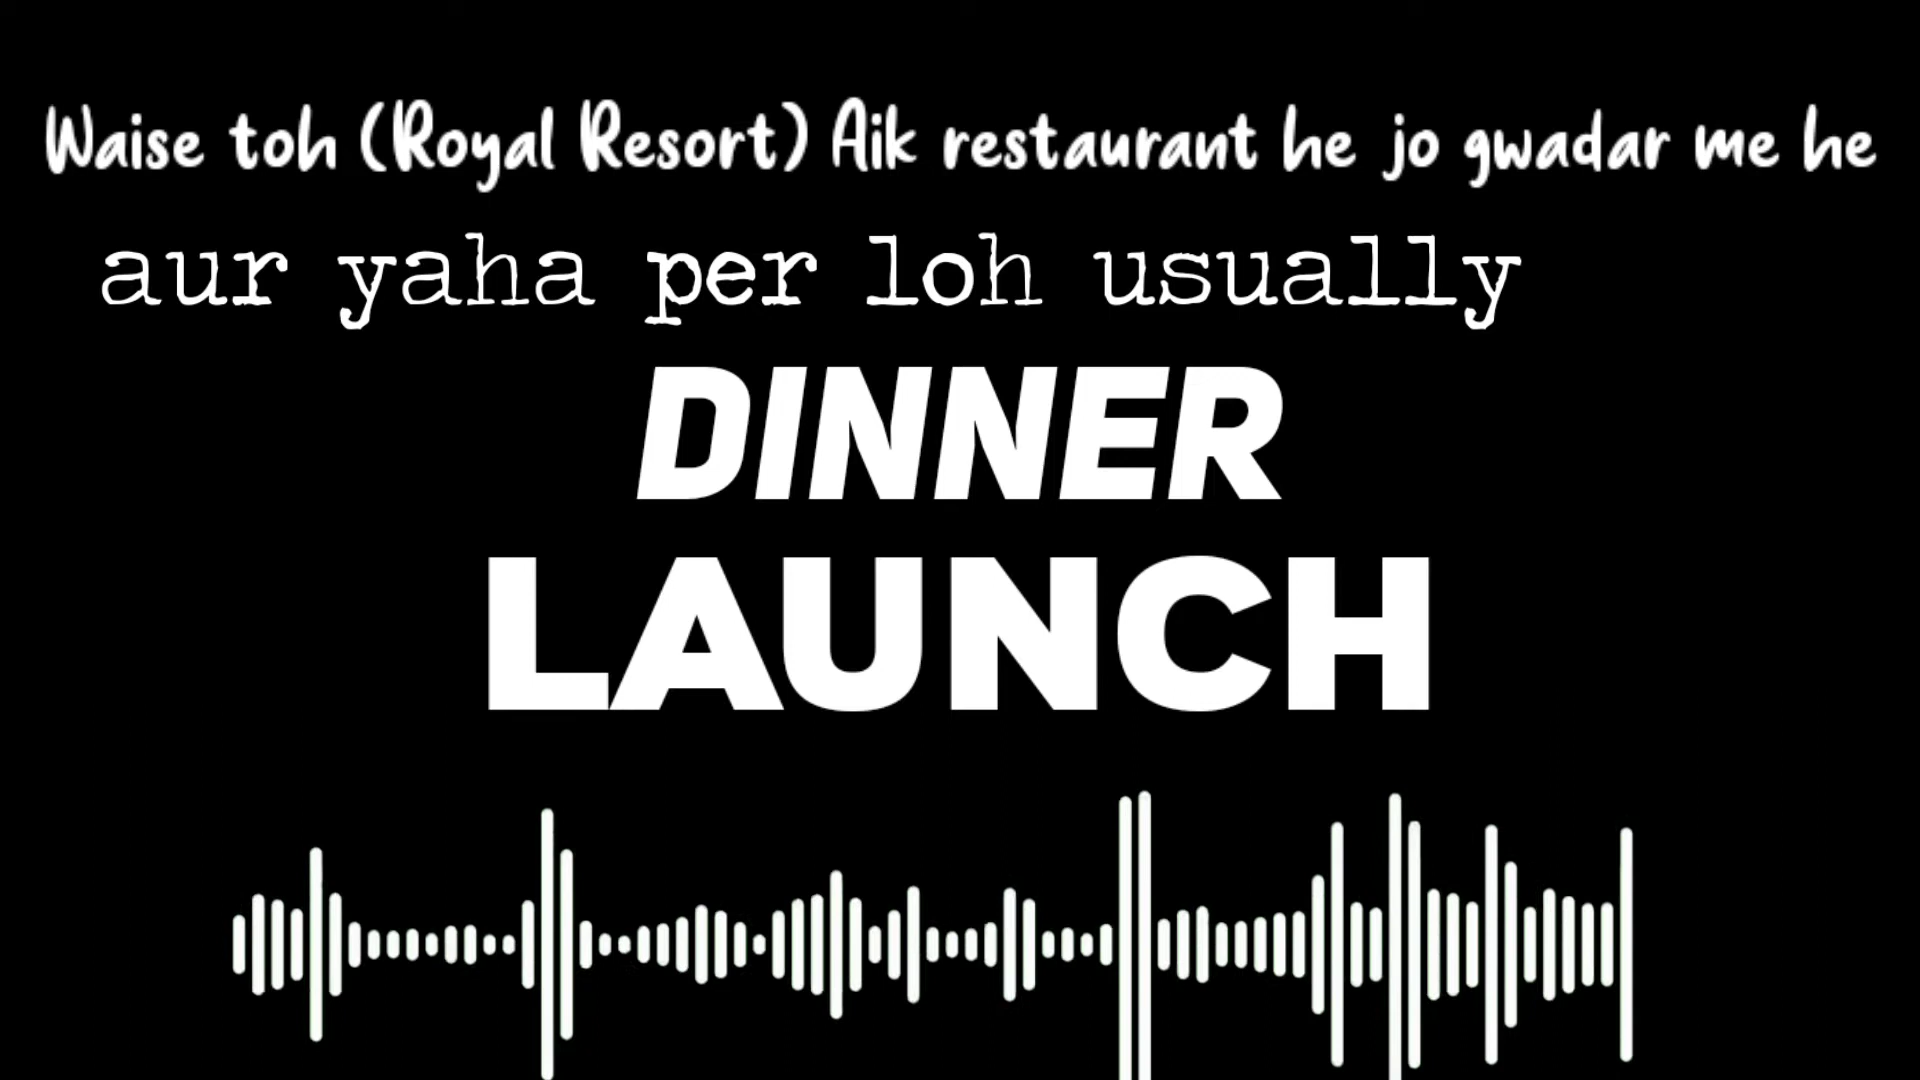 Waise toh (Royal Resort) Aik restaurant he jo gwadar me he
aur yaha per loh usually
DINNER
LAUNCH